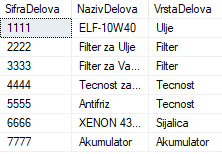 SifraDelova NazivDelova VrstaDelova
1111 ELF-10W40 Ulje
2222 Filter za Ulje Filter
3333 Filter za Va... Filter
4444 Tecnost za... Tecnost
5555 Antifriz Tecnost
6666 XENON 43... Sijalica
7777 Akumulator Akumulator